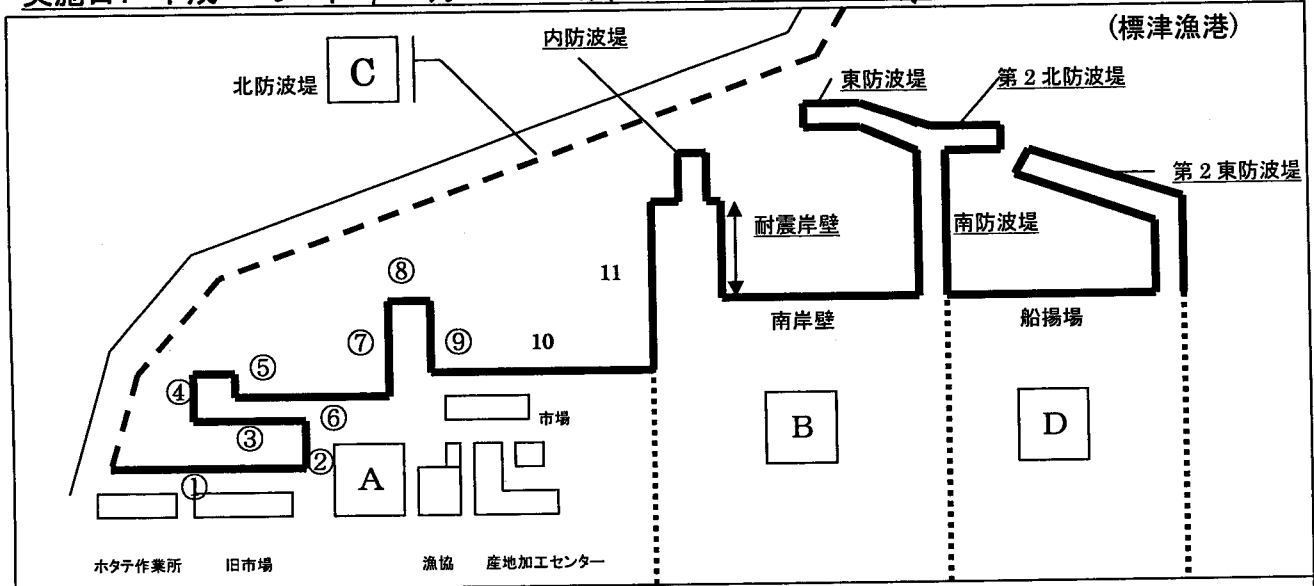 (標津漁港)
内防波堤
C
北防波堤
東防波堤
第2北防波堤
第2東防波堤
耐震岸壁
南防波堤
⑧
11
南岸壁
船揚場
⑦
⑨
10
⑤
④
⑥
市場
③
②
A
B
D
①
ホタテ作業所
旧市場
漁協
産地加工センター